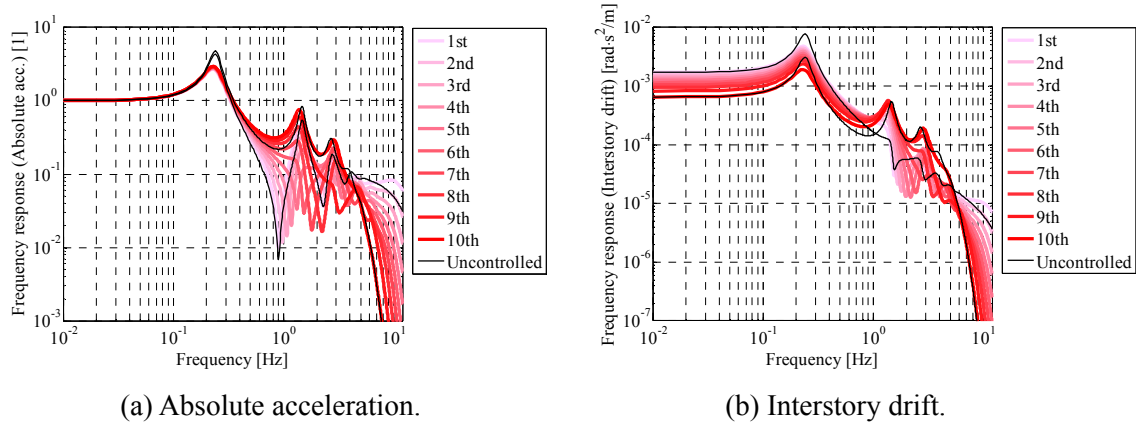 Frequency response (Absolute acc.) [1]
10^1
10^0
10^-1
10^-2
10^-3
10^-2
10^-1
10^0
10^1
Frequency [Hz]
1st
2nd
3rd
4th
5th
6th
7th
8th
9th
10th
Uncontrolled
(a) Absolute acceleration.
Frequency response (Interstory drift) [rad·s^2/m]
10^-2
10^-3
10^-4
10^-5
10^-6
10^-7
10^-2
10^-1
10^0
10^1
Frequency [Hz]
1st
2nd
3rd
4th
5th
6th
7th
8th
9th
10th
Uncontrolled
(b) Interstory drift.